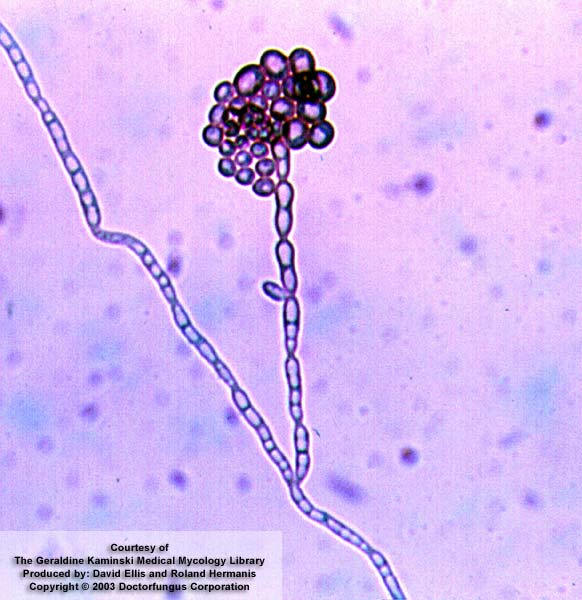 Courtesy of
The Geraldine Kaminski Medical Mycology Library
Produced by: David Ellis and Roland Hermanis
Copyright © 2003 Doctorfungus Corporation